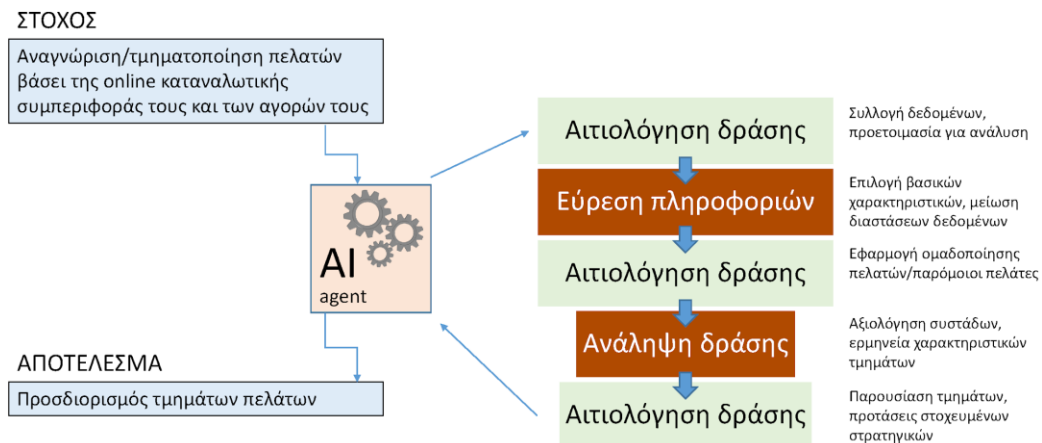 ΣΤΟΧΟΣ
Αναγνώριση/τμηματοποίηση πελατών
βάσει της online καταναλωτικής
συμπεριφοράς τους και των αγορών τους
AI
agent
ΑΠΟΤΕΛΕΣΜΑ
Προσδιορισμός τμημάτων πελάτων
Αιτιολόγηση δράσης
Συλλογή δεδομένων,
προετοιμασία για ανάλυση
Εύρεση πληροφοριών
Επιλογή βασικών
χαρακτηριστικών, μείωση
διαστάσεων δεδομένων
Αιτιολόγηση δράσης
Εφαρμογή ομαδοποίησης
πελατών/παρόμοιοι πελάτες
Ανάληψη δράσης
Αξιολόγηση συστάδων,
ερμηνεία χαρακτηριστικών
τμημάτων
Αιτιολόγηση δράσης
Παρουσίαση τμημάτων,
προτάσεις στοχευμένων
στρατηγικών